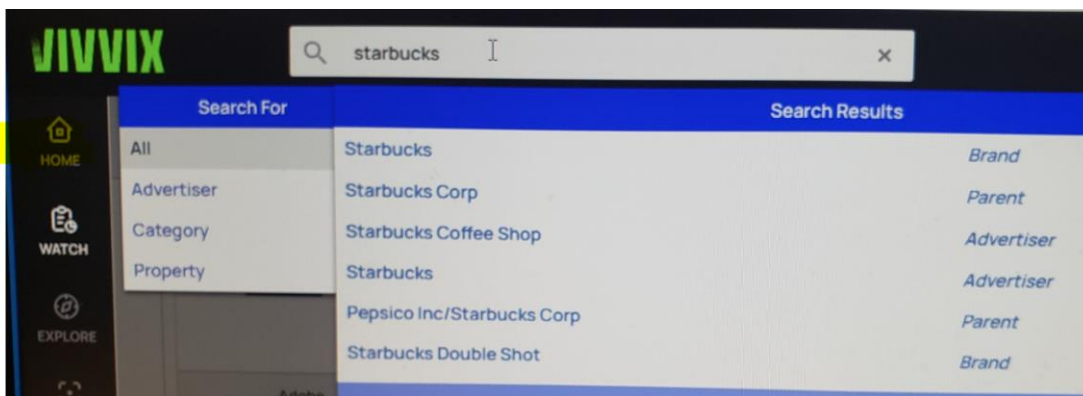 VIVVIX
starbucks
Search For
Search Results
HOME
All
Starbucks
Brand
Advertiser
Starbucks Corp
Parent
WATCH
Category
Starbucks Coffee Shop
Advertiser
Property
Starbucks
Advertiser
EXPLORE
Pepsico Inc/Starbucks Corp
Parent
Starbucks Double Shot
Brand